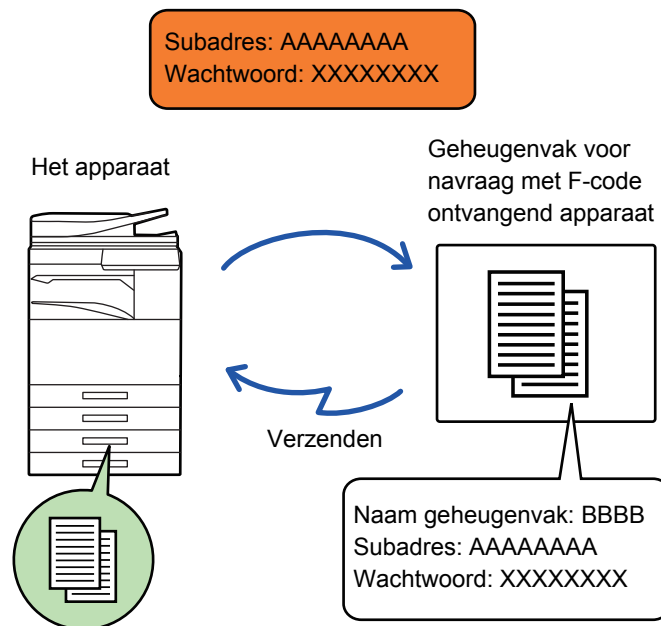 Subadres: AAAAAAAA
Wachtwoord: XXXXXXXX
Het apparaat
Geheugenvak voor
navraag met F-code
ontvangend apparaat
Verzenden
Naam geheugenvak: BBBB
Subadres: AAAAAAAA
Wachtwoord: XXXXXXXX